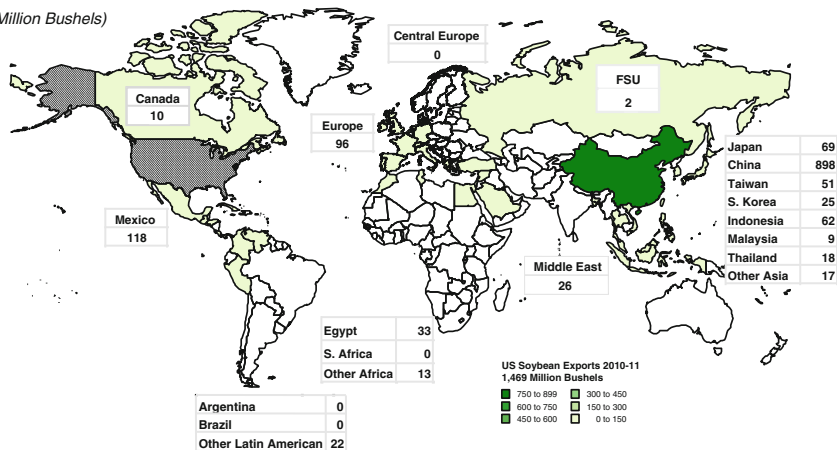 Million Bushels)
Central Europe
0
FSU
2
Canada
10
Europe
96
Japan 69
China 898
Taiwan 51
S. Korea 25
Indonesia 62
Malaysia 9
Thailand 18
Other Asia 17
Mexico
118
Middle East
26
Egypt 33
S. Africa 0
Other Africa 13
US Soybean Exports 2010-11
1,469 Million Bushels
750 to 899 300 to 450
600 to 750 150 to 300
450 to 600 0 to 150
Argentina 0
Brazil 0
Other Latin American 22